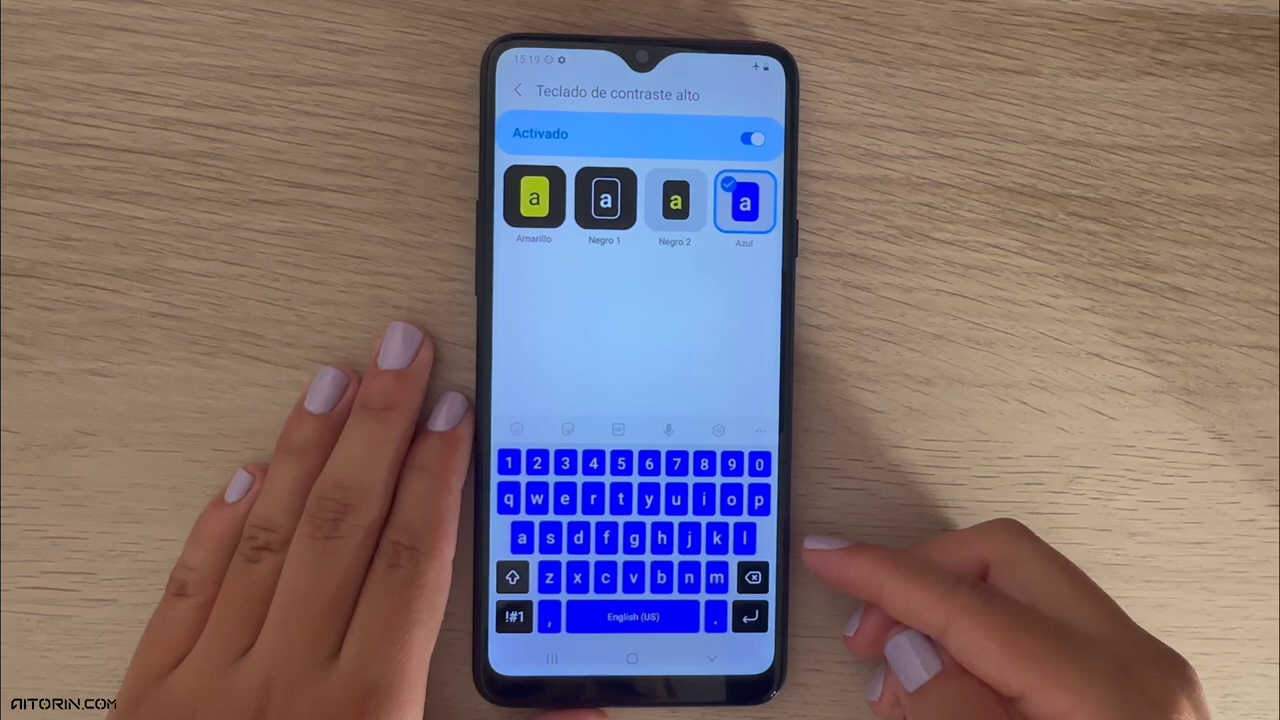 15:19
Teclado de contraste alto
Activado
a a a a
Amarillo Negro 1 Negro 2 Azul
1 2 3 4 5 6 7 8 9 0
q w e r t y u i o p
a s d f g h j k l
z x c v b n m
!#1 , English (US) .
AITORIN.COM